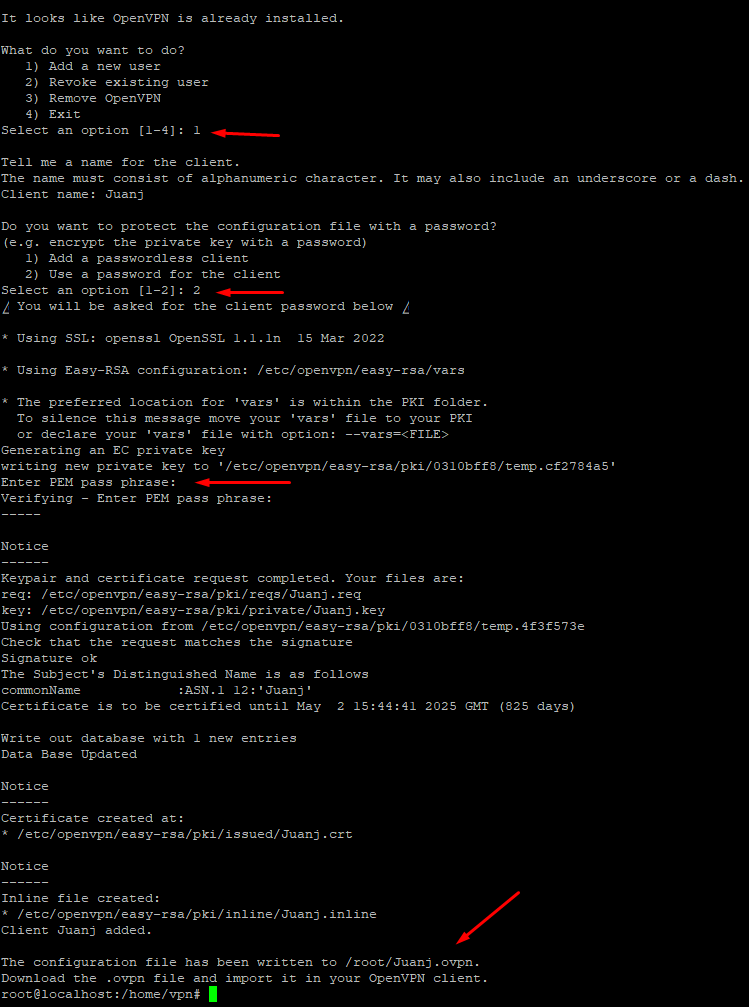 It looks like OpenVPN is already installed.
What do you want to do?
1) Add a new user
2) Revoke existing user
3) Remove OpenVPN
4) Exit
Select an option [1-4]: 1
Tell me a name for the client.
The name must consist of alphanumeric character. It may also include an underscore or a dash.
Client name: Juanj
Do you want to protect the configuration file with a password?
(e.g. encrypt the private key with a password)
1) Add a passwordless client
2) Use a password for the client
Select an option [1-2]: 2
⚠ You will be asked for the client password below ⚠
* Using SSL: openssl OpenSSL 1.1.1n  15 Mar 2022
* Using Easy-RSA configuration: /etc/openvpn/easy-rsa/vars
* The preferred location for 'vars' is within the PKI folder.
To silence this message move your 'vars' file to your PKI
or declare your 'vars' file with option: --vars=<FILE>
Generating an EC private key
writing new private key to '/etc/openvpn/easy-rsa/pki/0310bff8/temp.cf2784a5'
Enter PEM pass phrase:
Verifying - Enter PEM pass phrase:
-----
Notice
------
Keypair and certificate request completed. Your files are:
req: /etc/openvpn/easy-rsa/pki/reqs/Juanj.req
key: /etc/openvpn/easy-rsa/pki/private/Juanj.key
Using configuration from /etc/openvpn/easy-rsa/pki/0310bff8/temp.4f3f573e
Check that the request matches the signature
Signature ok
The Subject's Distinguished Name is as follows
commonName            :ASN.1 12:'Juanj'
Certificate is to be certified until May  2 15:44:41 2025 GMT (825 days)
Write out database with 1 new entries
Data Base Updated
Notice
------
Certificate created at:
* /etc/openvpn/easy-rsa/pki/issued/Juanj.crt
Notice
------
Inline file created:
* /etc/openvpn/easy-rsa/pki/inline/Juanj.inline
Client Juanj added.
The configuration file has been written to /root/Juanj.ovpn.
Download the .ovpn file and import it in your OpenVPN client.
root@localhost:/home/vpn#